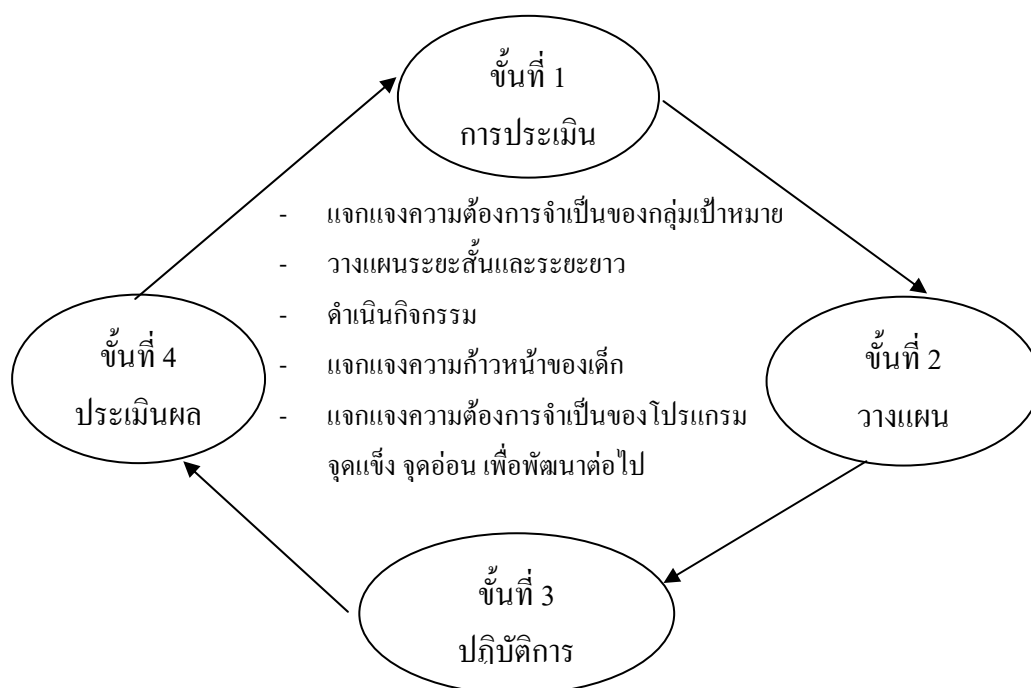 ขั้นที่ 1
การประเมิน
- แจกแจงความต้องการจำเป็นของกลุ่มเป้าหมาย
- วางแผนระยะสั้นและระยะยาว
- ดำเนินกิจกรรม
- แจกแจงความก้าวหน้าของเด็ก
- แจกแจงความต้องการจำเป็นของโปรแกรม
จุดแข็ง จุดอ่อน เพื่อพัฒนาต่อไป
ขั้นที่ 2
วางแผน
ขั้นที่ 3
ปฏิบัติการ
ขั้นที่ 4
ประเมินผล